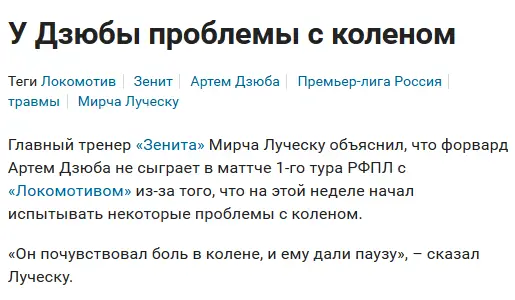 У Дзюбы проблемы с коленом
Теги Локомотив Зенит Артем Дзюба Премьер-лига Россия
травмы Мирча Луческу
Главный тренер «Зенита» Мирча Луческу объяснил, что форвард
Артем Дзюба не сыграет в маттче 1-го тура РФПЛ с
«Локомотивом» из-за того, что на этой неделе начал
испытывать некоторые проблемы с коленом.
«Он почувствовал боль в колене, и ему дали паузу», – сказал
Луческу.